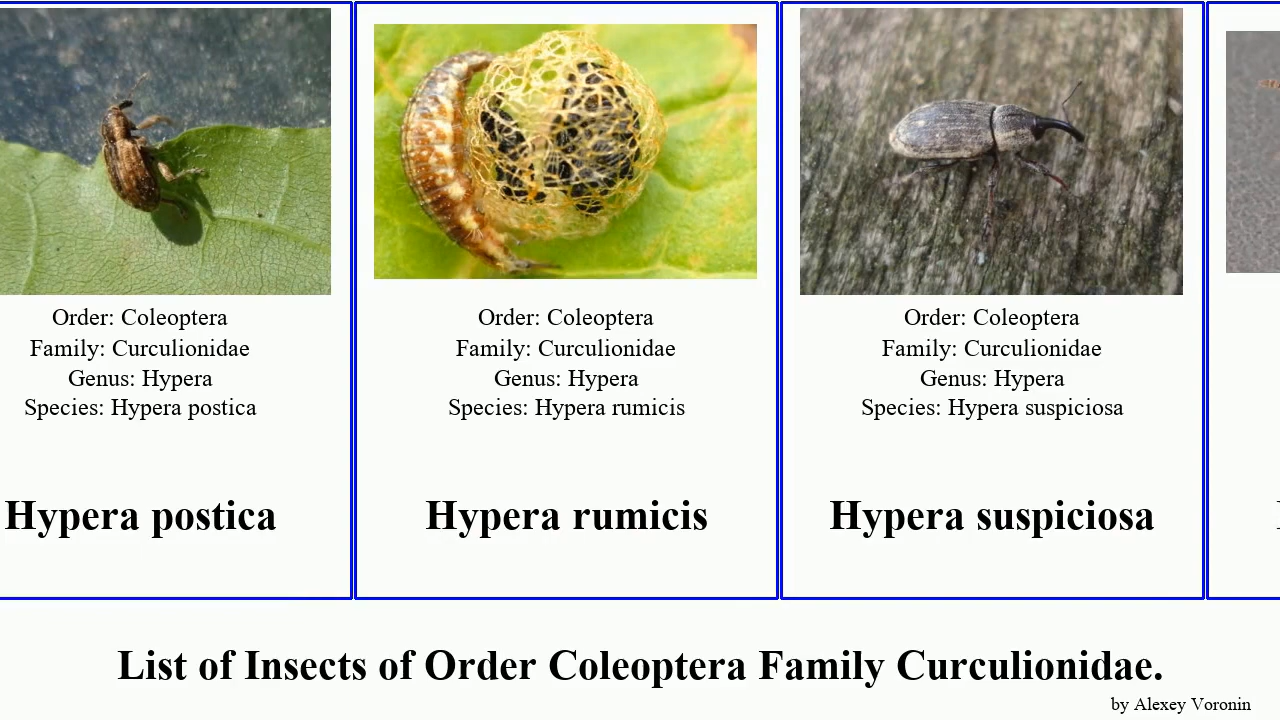 Order: Coleoptera
Family: Curculionidae
Genus: Hypera
Species: Hypera postica
Hypera postica
Order: Coleoptera
Family: Curculionidae
Genus: Hypera
Species: Hypera rumicis
Hypera rumicis
Order: Coleoptera
Family: Curculionidae
Genus: Hypera
Species: Hypera suspiciosa
Hypera suspiciosa
List of Insects of Order Coleoptera Family Curculionidae.
by Alexey Voronin